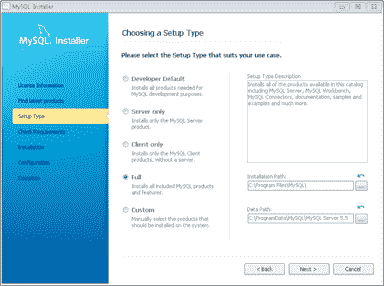 MySQL Installer
MySQL. Installer
License Information
Find latest products
Setup Type
Check Requirements
Installation
Configuration
Complete
Choosing a Setup Type
Please select the Setup Type that suits your use case.
Developer Default
Installs all products needed for
MySQL development purposes.
Server only
Installs only the MySQL Server
product.
Client only
Installs only the MySQL Client
products, without a server.
Full
Installs all included MySQL products
and features.
Custom
Manually select the products that
should be installed on the system.
Setup Type Description
Installs all of the products available in this catalog
including MySQL Server, MySQL Workbench,
MySQL Connectors, documentation, samples and
examples and much more.
Installation Path:
C:\Program Files\MySQL\
...
Data Path:
C:\ProgramData\MySQL\MySQL Server 5.5
...
< Back
Next >
Cancel